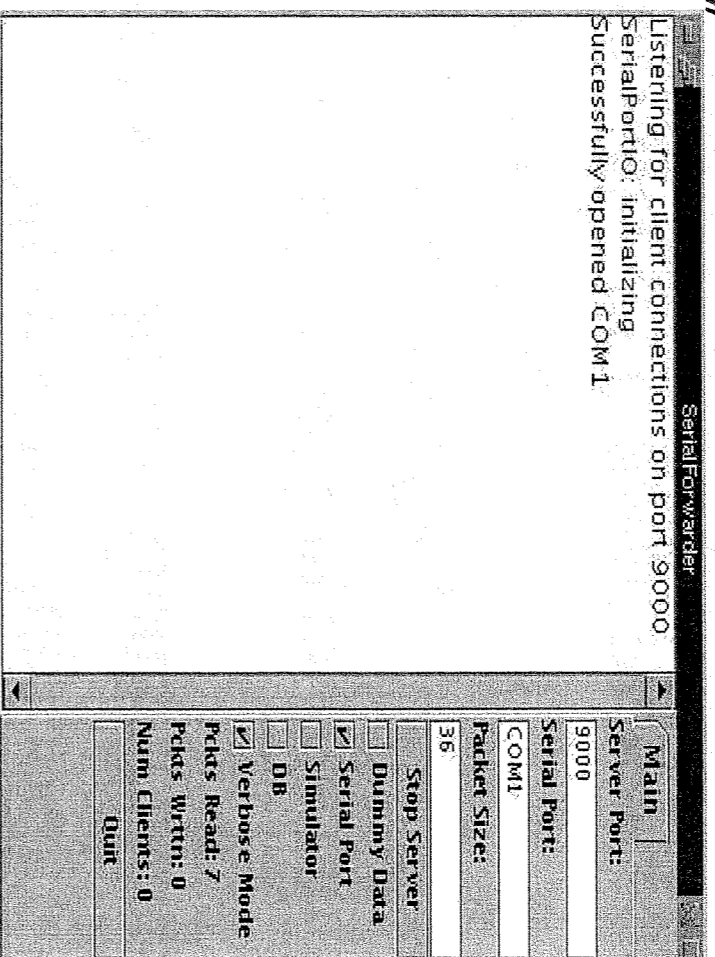 SerialForwarder
Listening for client connections on port 9000
SerialPortIO: initializing
Successfully opened COM1
Main
Server Port:
9000
Serial Port:
COM1
Packet Size:
36
Stop Server
Dummy Data
Serial Port
Simulator
DB
Verbose Mode
Pckts Read: 7
Pckts Wrttn: 0
Num Clients: 0
Quit